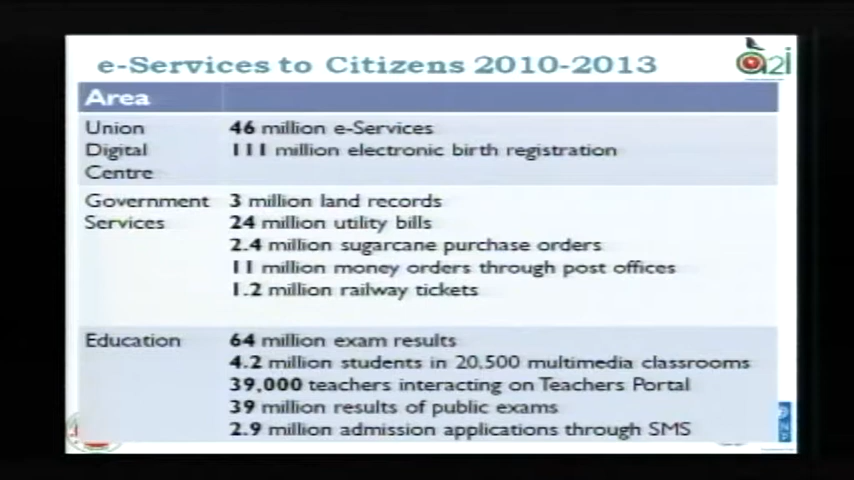 e-Services to Citizens 2010-2013
a2i
Area
Union Digital Centre
46 million e-Services
111 million electronic birth registration
Government Services
3 million land records
24 million utility bills
2.4 million sugarcane purchase orders
11 million money orders through post offices
1.2 million railway tickets
Education
64 million exam results
4.2 million students in 20,500 multimedia classrooms
39,000 teachers interacting on Teachers Portal
39 million results of public exams
2.9 million admission applications through SMS